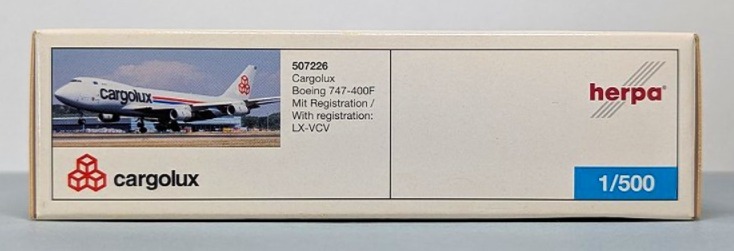 cargolux
507226
Cargolux
Boeing 747-400F
Mit Registration /
With registration:
LX-VCV
cargolux
herpa
1/500